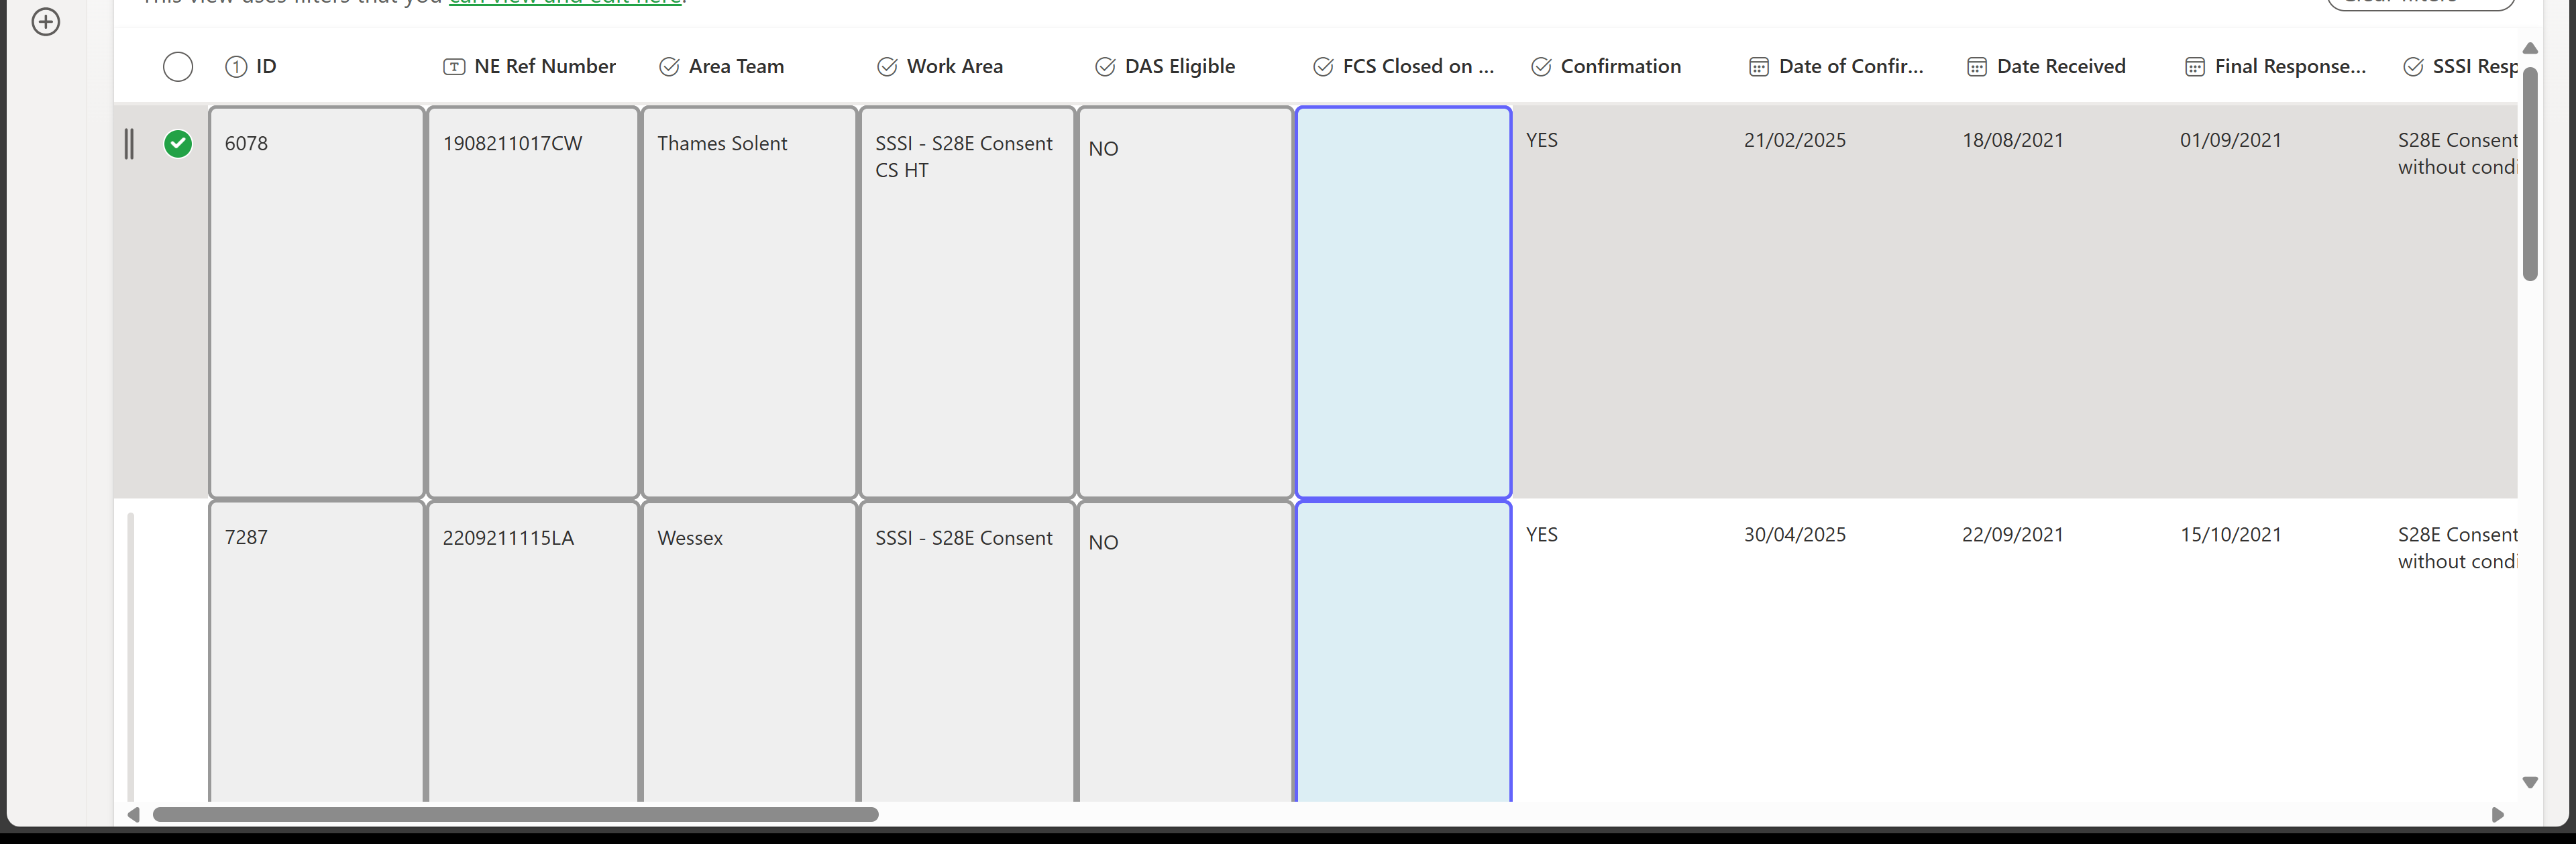 This view uses filters that you can view and edit here.
Clear filters
ID NE Ref Number Area Team Work Area DAS Eligible FCS Closed on ... Confirmation Date of Confir... Date Received Final Response... SSSI Resp
6078 1908211017CW Thames Solent SSSI - S28E Consent NO YES 21/02/2025 18/08/2021 01/09/2021 S28E Consent
CS HT without condi
7287 2209211115LA Wessex SSSI - S28E Consent NO YES 30/04/2025 22/09/2021 15/10/2021 S28E Consent
without condi